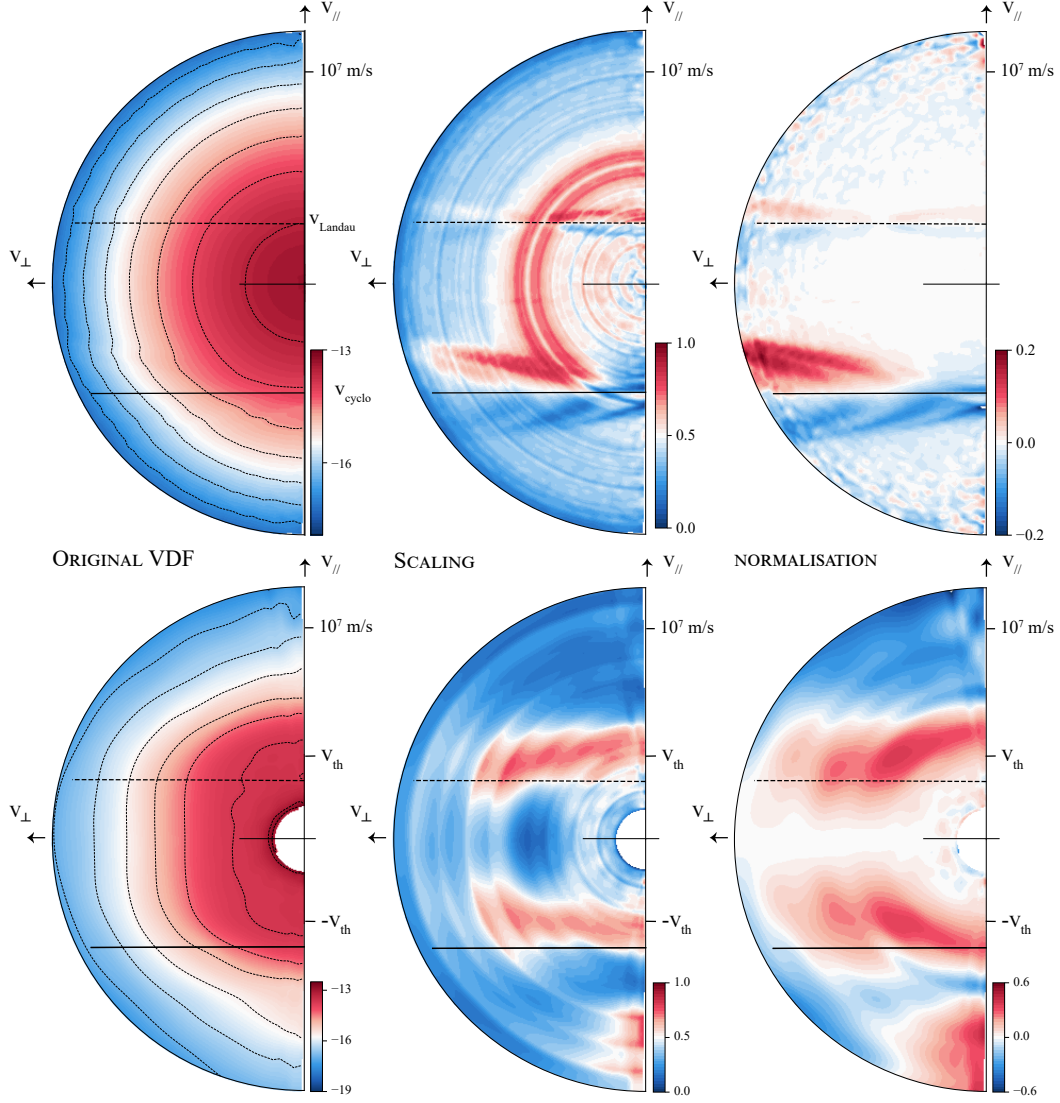 V//
V//
V//
10⁷ m/s
10⁷ m/s
10⁷ m/s
vLandau
V⊥
V⊥
V⊥
−13
vcyclo
−16
1.0
0.5
0.0
0.2
0.0
−0.2
ORIGINAL VDF
SCALING
NORMALISATION
V//
V//
V//
10⁷ m/s
10⁷ m/s
10⁷ m/s
Vth
Vth
Vth
V⊥
V⊥
V⊥
-Vth
-Vth
-Vth
−13
−16
−19
1.0
0.5
0.0
0.6
0.0
−0.6